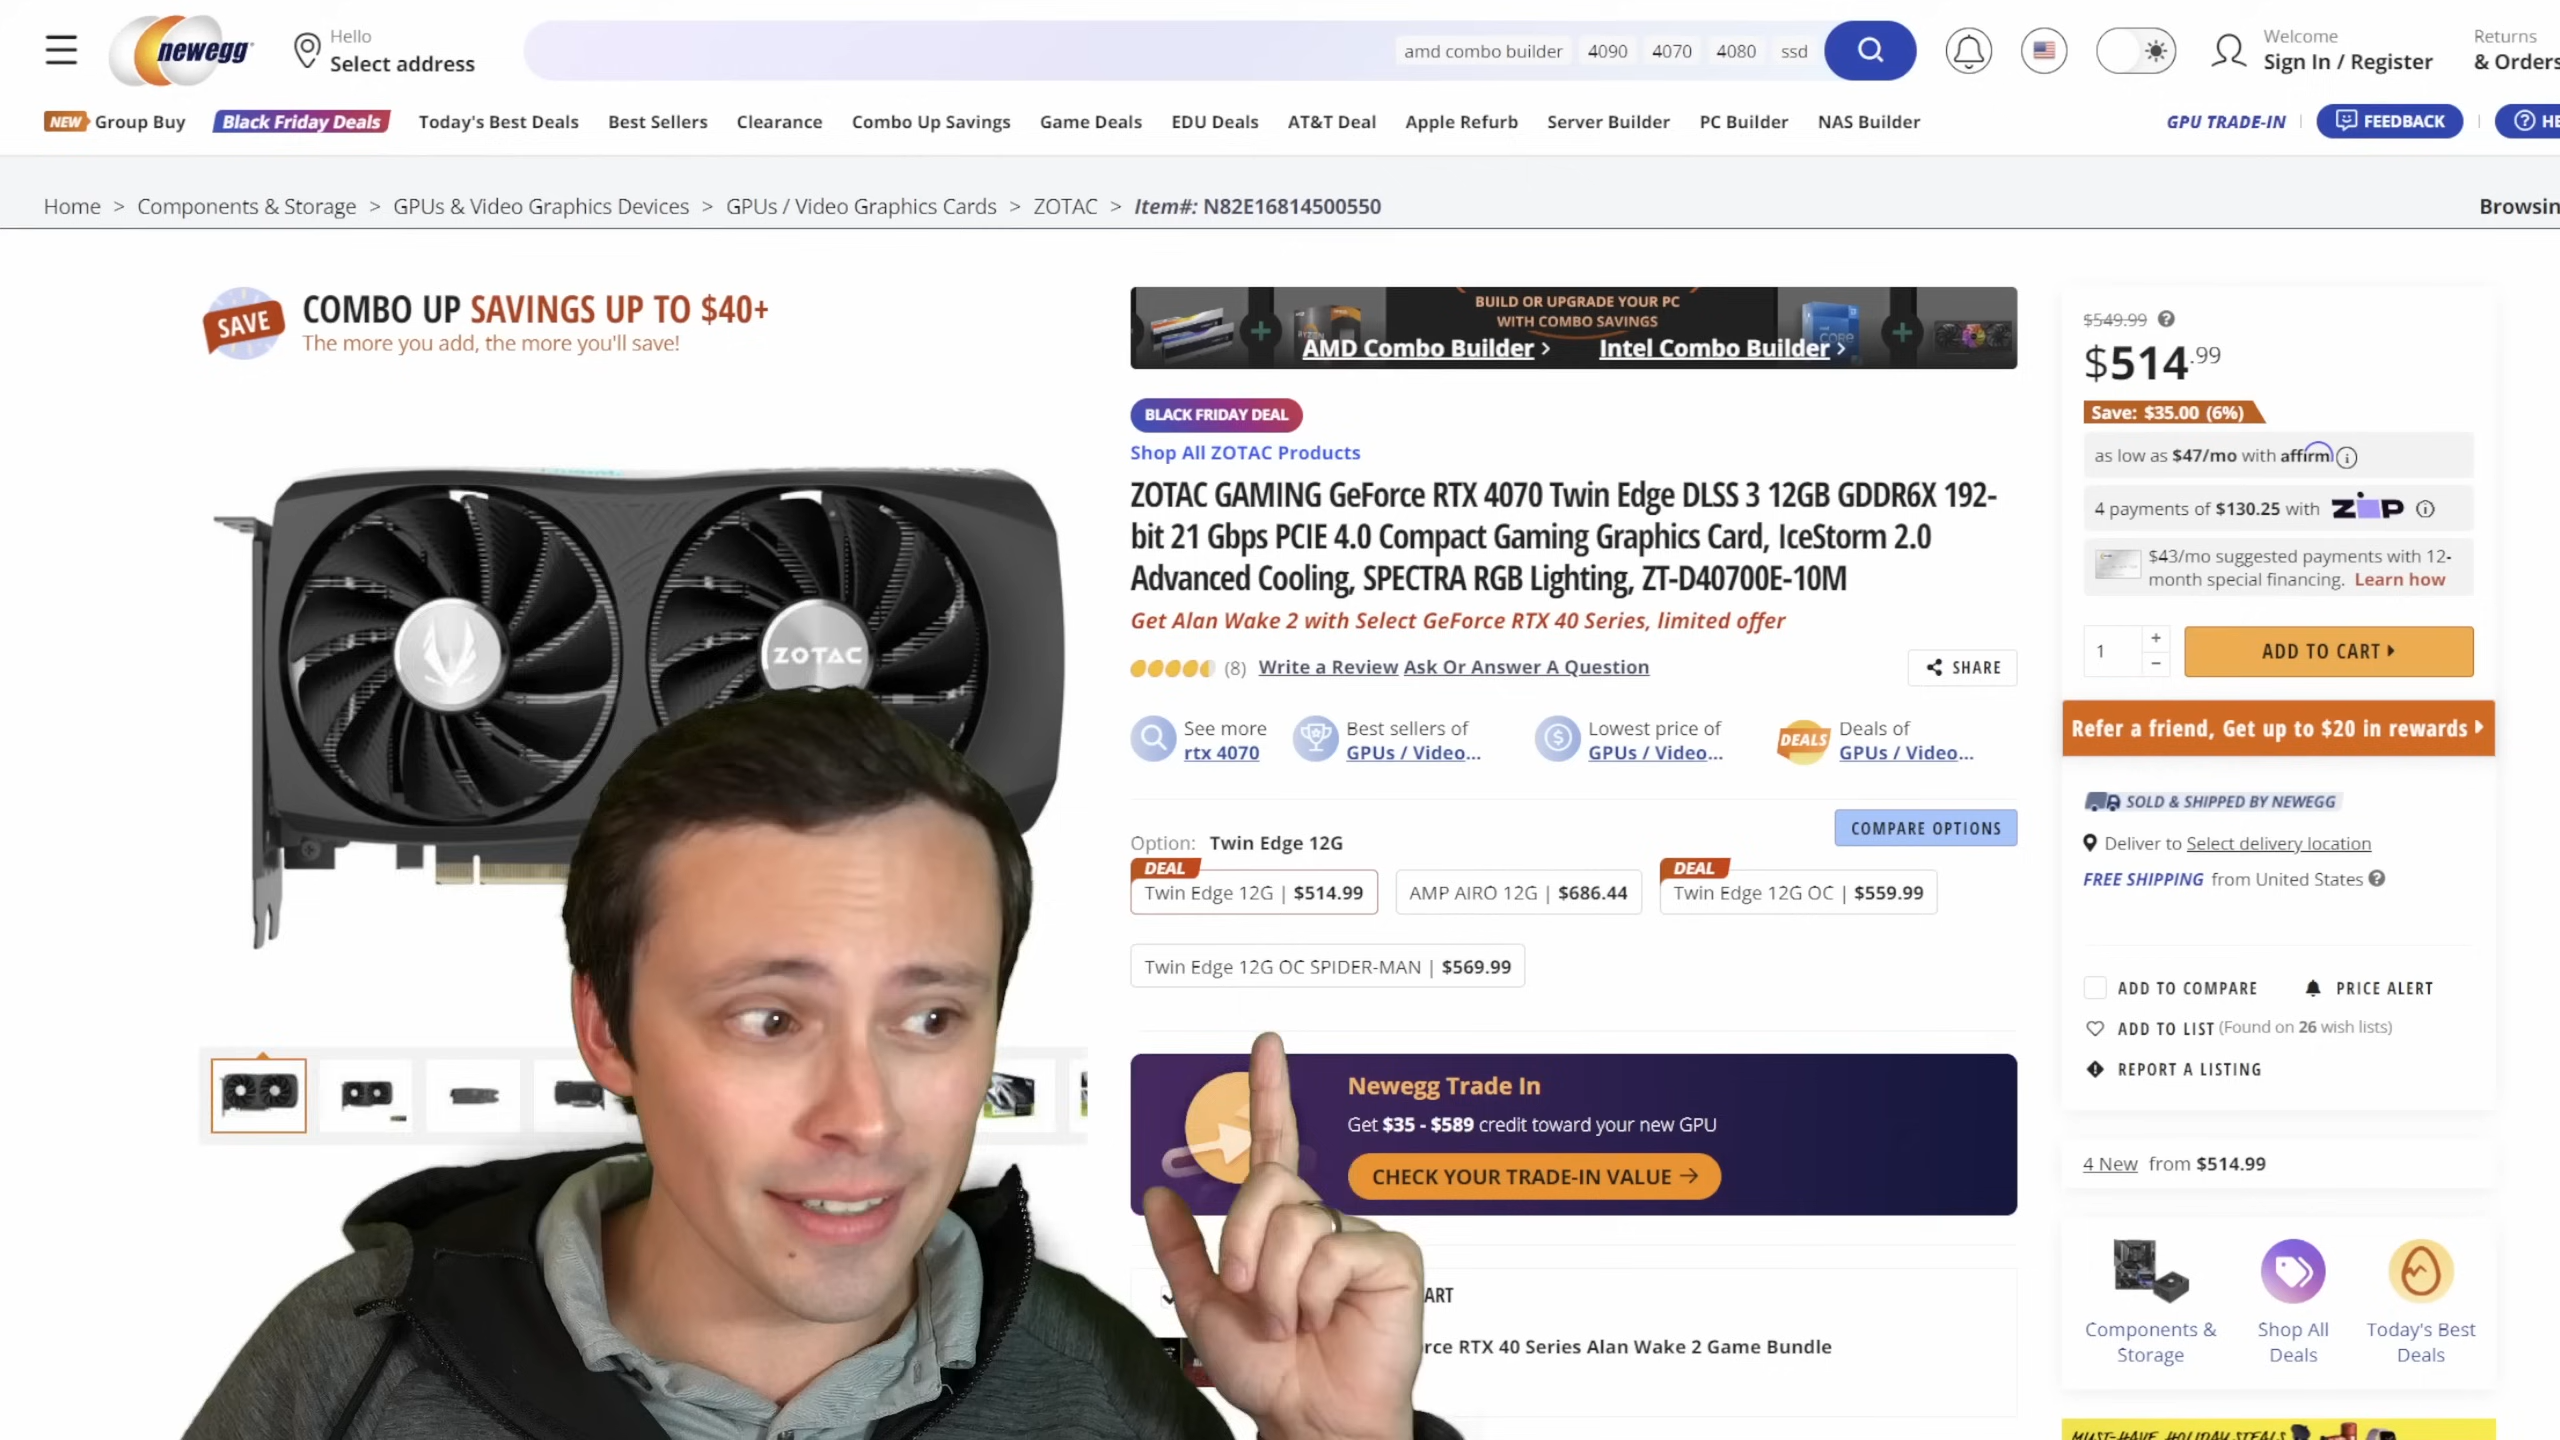 Hello
newegg
Select address
amd combo builder 4090 4070 4080 ssd
Welcome
Sign In / Register
Returns
& Orders
NEW Group Buy
Black Friday Deals
Today's Best Deals
Best Sellers
Clearance
Combo Up Savings
Game Deals
EDU Deals
AT&T Deal
Apple Refurb
Server Builder
PC Builder
NAS Builder
GPU TRADE-IN
FEEDBACK
HE
Home > Components & Storage > GPUs & Video Graphics Devices > GPUs / Video Graphics Cards > ZOTAC > Item#: N82E16814500550
Browsin
SAVE
COMBO UP SAVINGS UP TO $40+
The more you add, the more you'll save!
ZOTAC
BUILD OR UPGRADE YOUR PC
WITH COMBO SAVINGS
AMD Combo Builder > Intel Combo Builder >
RYZEN
CORE
BLACK FRIDAY DEAL
Shop All ZOTAC Products
ZOTAC GAMING GeForce RTX 4070 Twin Edge DLSS 3 12GB GDDR6X 192-
bit 21 Gbps PCIE 4.0 Compact Gaming Graphics Card, IceStorm 2.0
Advanced Cooling, SPECTRA RGB Lighting, ZT-D40700E-10M
Get Alan Wake 2 with Select GeForce RTX 40 Series, limited offer
(8) Write a Review Ask Or Answer A Question
SHARE
See more
rtx 4070
Best sellers of
GPUs / Video...
Lowest price of
GPUs / Video...
DEALS
Deals of
GPUs / Video...
Option: Twin Edge 12G
COMPARE OPTIONS
DEAL
Twin Edge 12G | $514.99
AMP AIRO 12G | $686.44
DEAL
Twin Edge 12G OC | $559.99
Twin Edge 12G OC SPIDER-MAN | $569.99
Newegg Trade In
Get $35 - $589 credit toward your new GPU
CHECK YOUR TRADE-IN VALUE →
ART
rce RTX 40 Series Alan Wake 2 Game Bundle
$549.99
$514.99
Save: $35.00 (6%)
as low as $47/mo with affirm
4 payments of $130.25 with ZIP
$43/mo suggested payments with 12-
month special financing. Learn how
1
+
−
ADD TO CART
Refer a friend, Get up to $20 in rewards
SOLD & SHIPPED BY NEWEGG
Deliver to Select delivery location
FREE SHIPPING from United States
ADD TO COMPARE
PRICE ALERT
ADD TO LIST (Found on 26 wish lists)
REPORT A LISTING
4 New from $514.99
Components &
Storage
Shop All
Deals
Today's Best
Deals
MUST-HAVE HOLIDAY STEALS